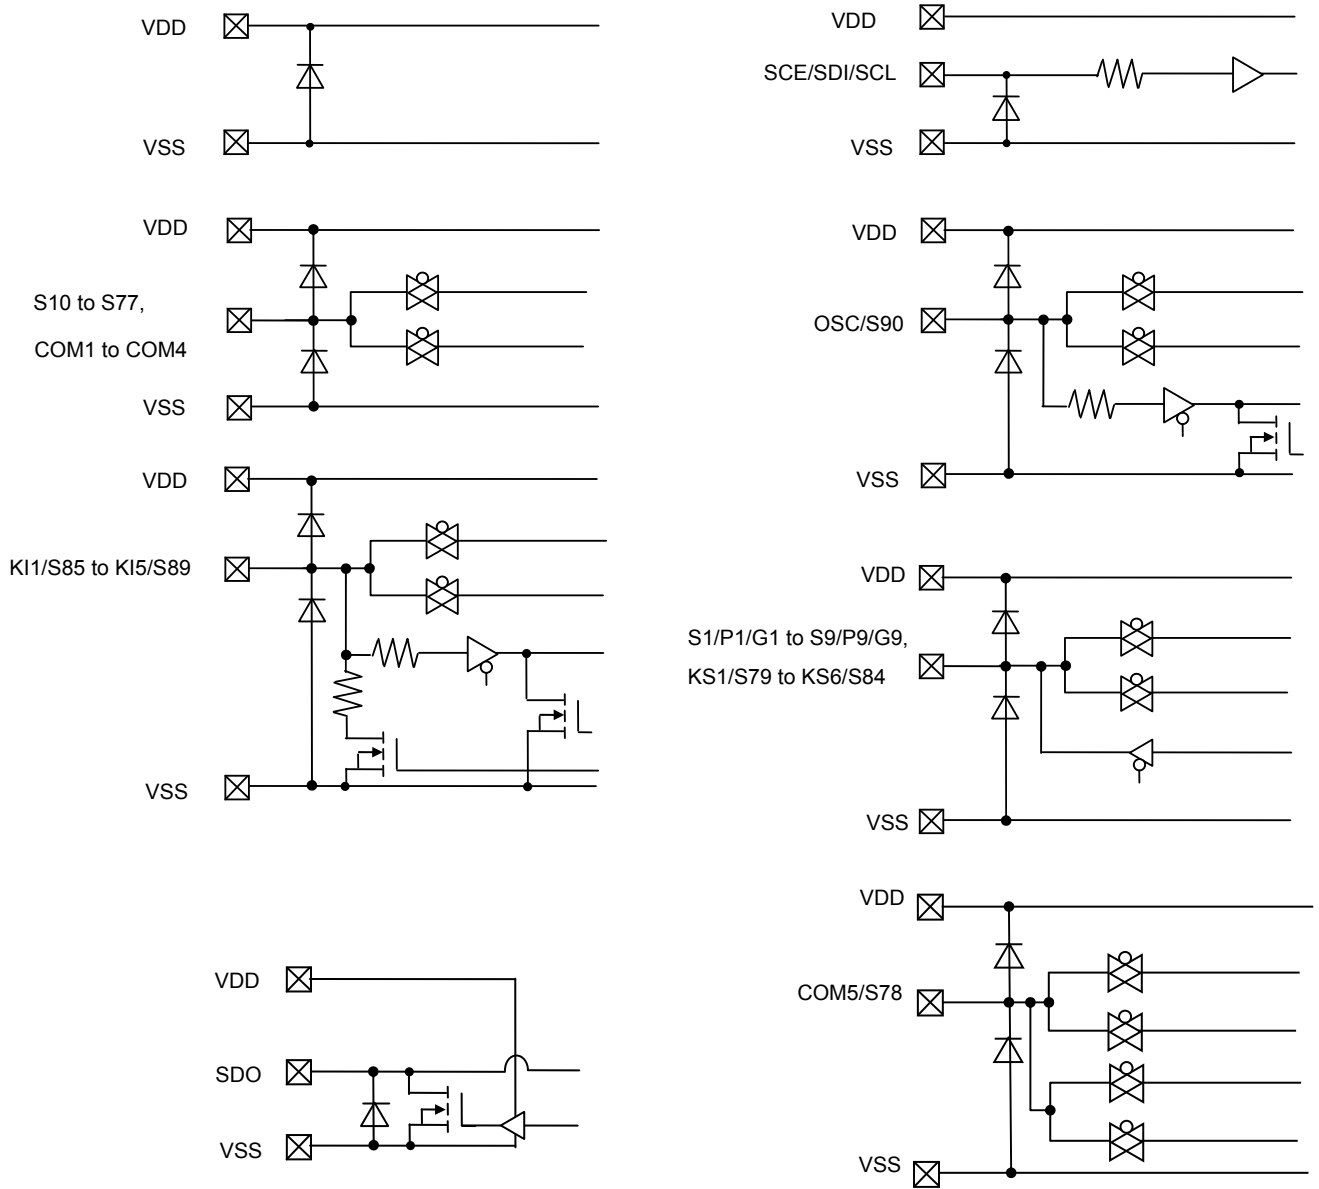 VDD
VSS
VDD
S10 to S77,
COM1 to COM4
VSS
VDD
KI1/S85 to KI5/S89
VSS
VDD
SDO
VSS
VDD
SCE/SDI/SCL
VSS
VDD
OSC/S90
VSS
VDD
S1/P1/G1 to S9/P9/G9,
KS1/S79 to KS6/S84
VSS
VDD
COM5/S78
VSS